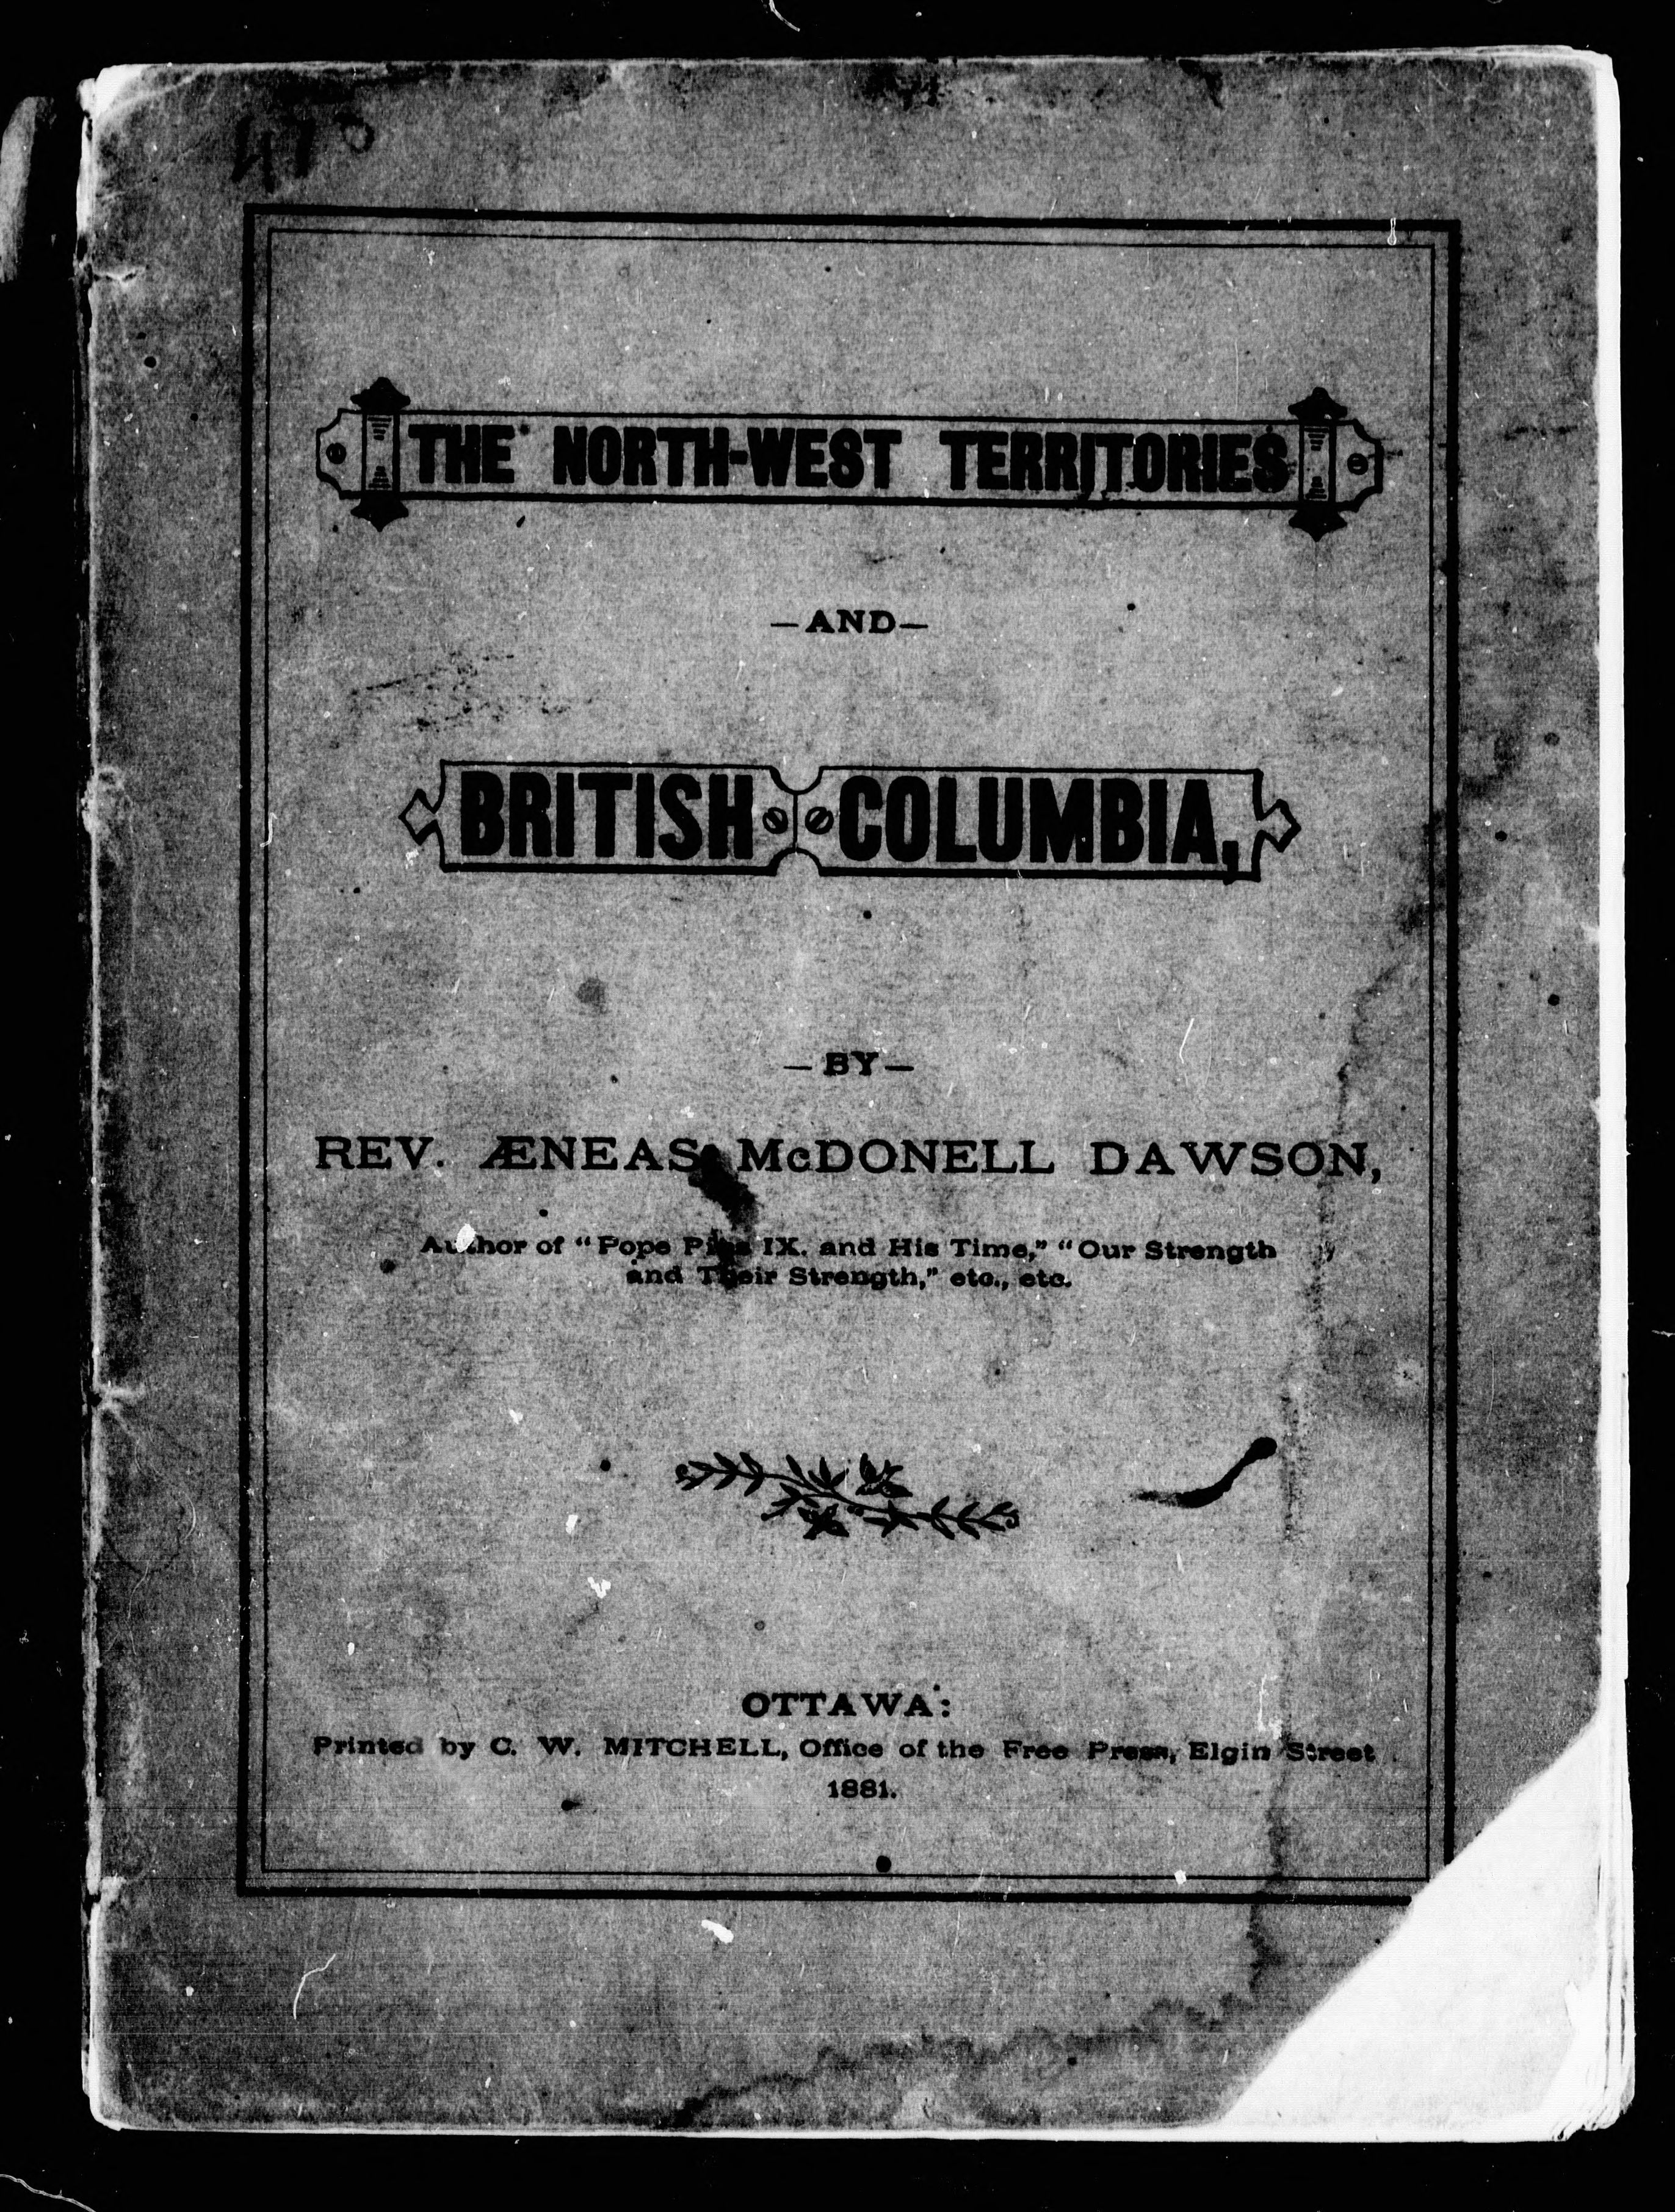 THE NORTH-WEST TERRITORIES
—AND—
BRITISH COLUMBIA,
—BY—
REV. ÆNEAS McDONELL DAWSON,
Author of "Pope Pius IX. and His Time," "Our Strength
and Their Strength," etc., etc.
OTTAWA:
Printed by C. W. MITCHELL, Office of the Free Press, Elgin Street
1881.